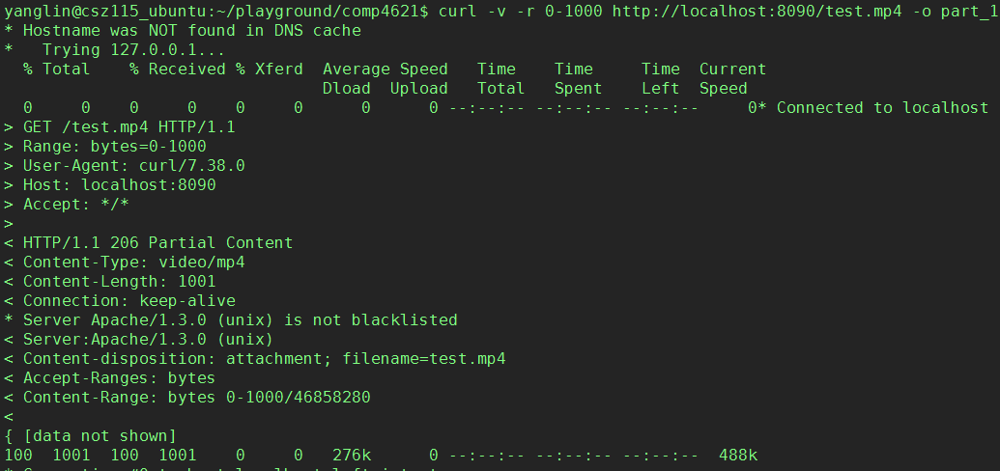 yanglin@csz115_ubuntu:~/playground/comp4621$ curl -v -r 0-1000 http://localhost:8090/test.mp4 -o part_1
* Hostname was NOT found in DNS cache
*   Trying 127.0.0.1...
  % Total    % Received % Xferd  Average Speed   Time    Time     Time  Current
                                 Dload  Upload   Total   Spent    Left  Speed
  0     0    0     0    0     0      0      0 --:--:-- --:--:-- --:--:--     0* Connected to localhost
> GET /test.mp4 HTTP/1.1
> Range: bytes=0-1000
> User-Agent: curl/7.38.0
> Host: localhost:8090
> Accept: */*
>
< HTTP/1.1 206 Partial Content
< Content-Type: video/mp4
< Content-Length: 1001
< Connection: keep-alive
* Server Apache/1.3.0 (unix) is not blacklisted
< Server:Apache/1.3.0 (unix)
< Content-disposition: attachment; filename=test.mp4
< Accept-Ranges: bytes
< Content-Range: bytes 0-1000/46858280
<
{ [data not shown]
100  1001  100  1001    0     0   276k      0 --:--:-- --:--:-- --:--:--  488k